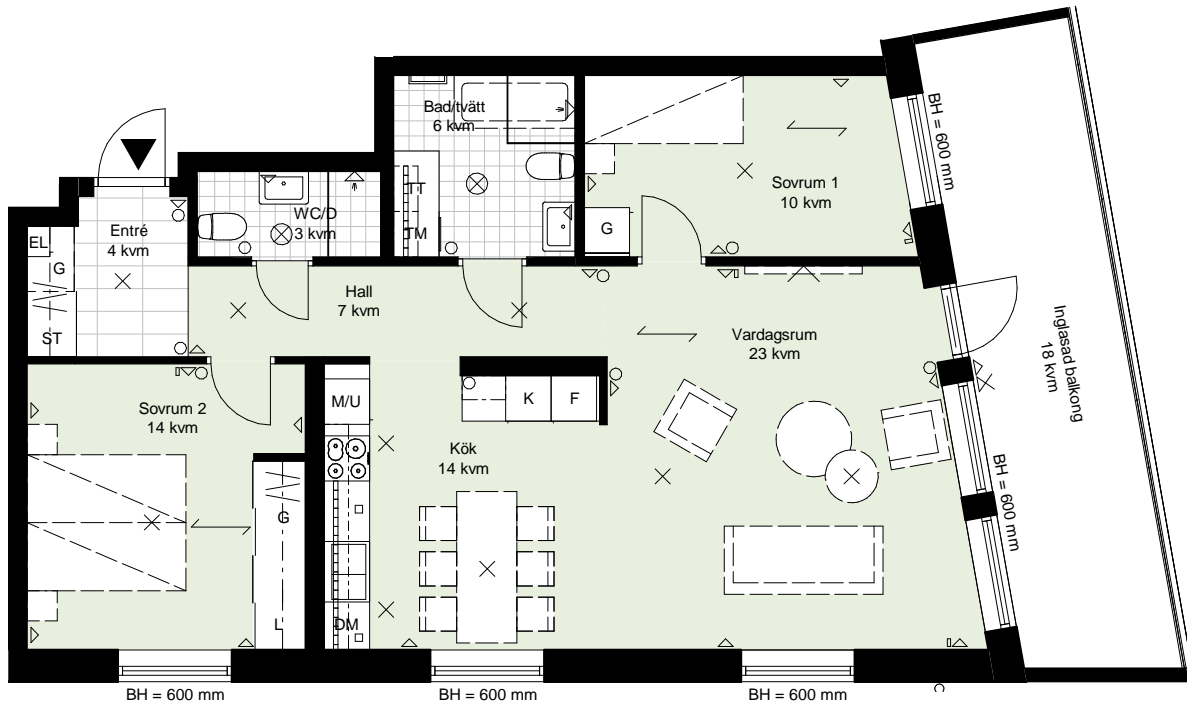 Bad/tvätt
6 kvm
BH = 600 mm
Sovrum 1
10 kvm
TT
TM
WC/D
3 kvm
G
Entré
4 kvm
EL
G
ST
Hall
7 kvm
Vardagsrum
23 kvm
Inglasad balkong
18 kvm
M/U
K
F
Sovrum 2
14 kvm
Kök
14 kvm
BH = 600 mm
G
L
DM
BH = 600 mm
BH = 600 mm
BH = 600 mm